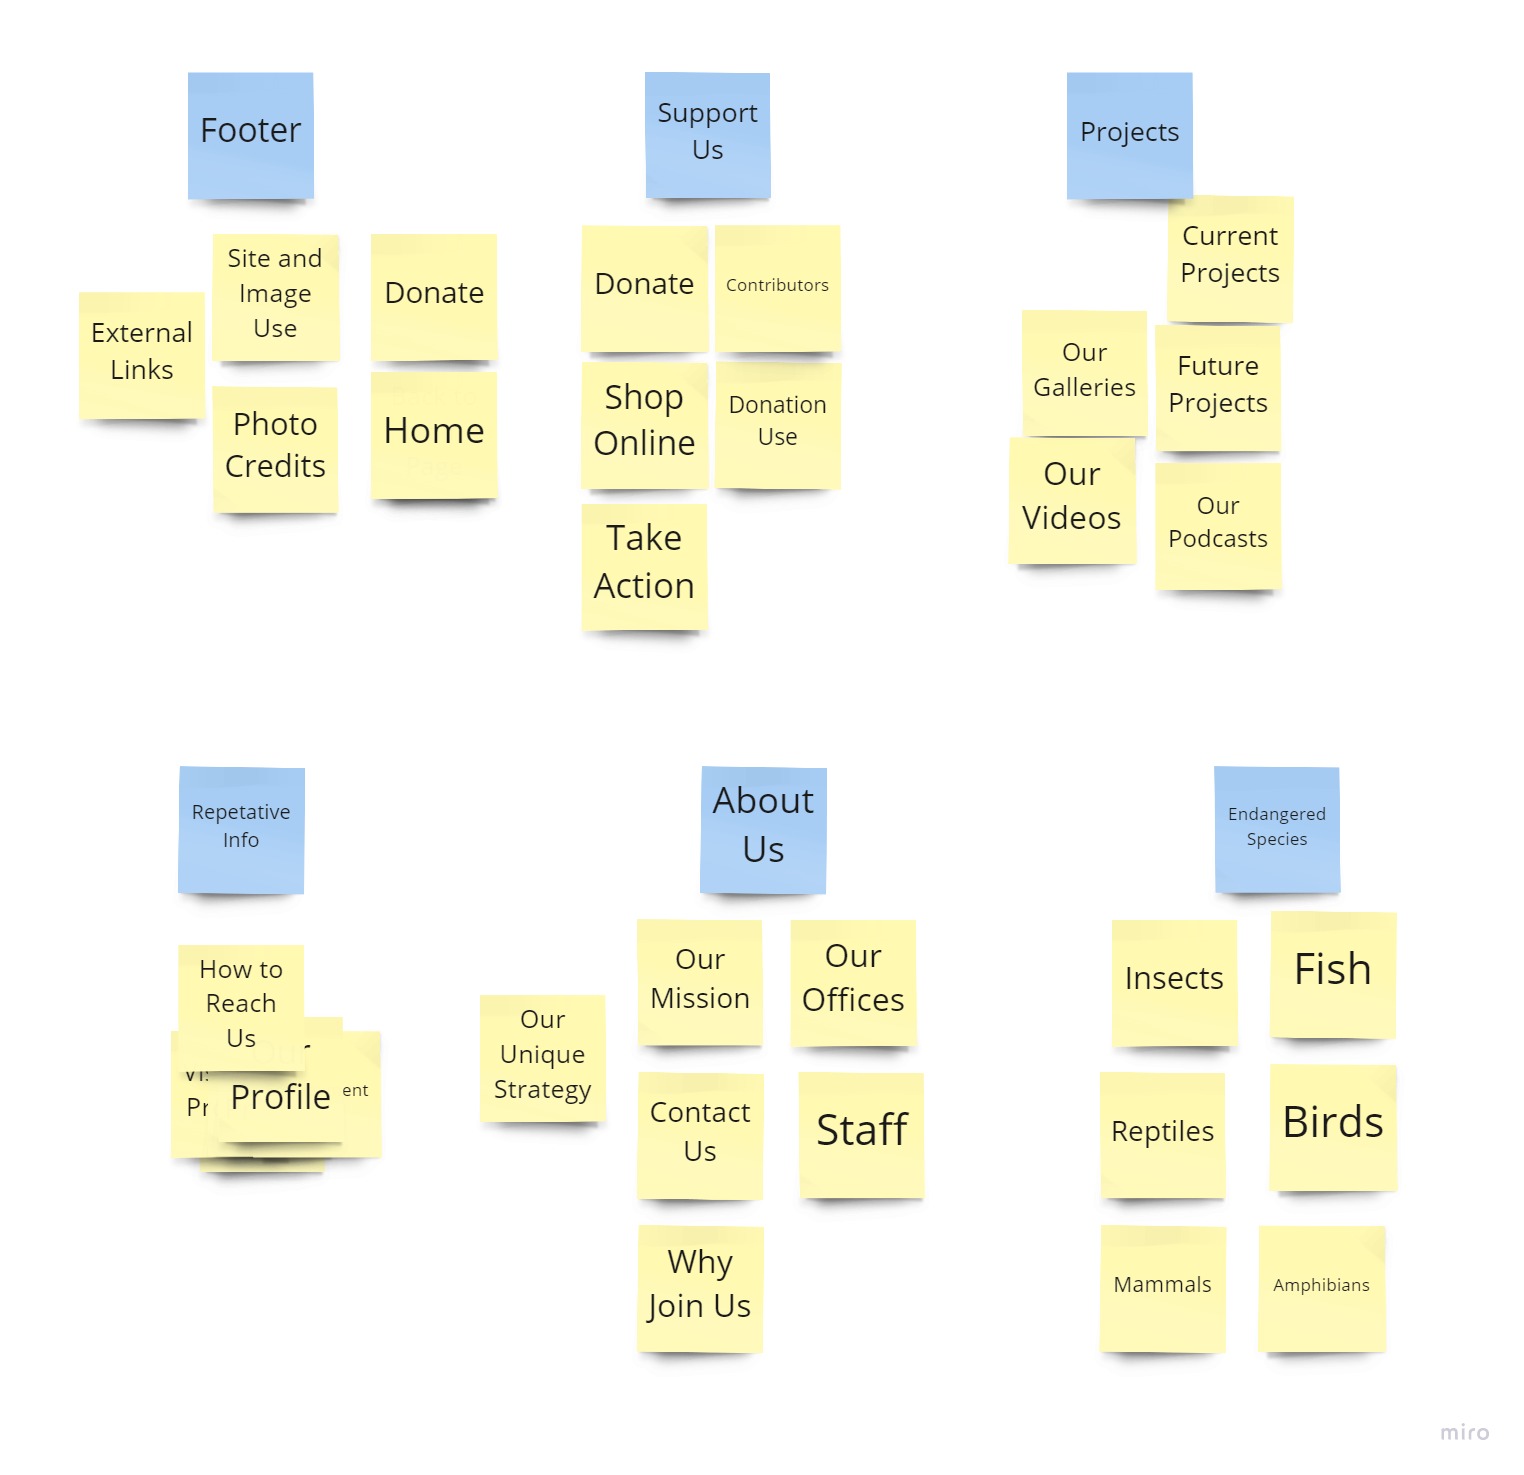 Footer
Site and
Image
Use
Donate
External
Links
Photo
Credits
Home
Support
Us
Donate
Contributors
Shop
Online
Donation
Use
Take
Action
Projects
Current
Projects
Our
Galleries
Future
Projects
Our
Videos
Our
Podcasts
Repetative
Info
How to
Reach
Us
Profile
About
Us
Our
Mission
Our
Offices
Our
Unique
Strategy
Contact
Us
Staff
Why
Join Us
Endangered
Species
Insects
Fish
Reptiles
Birds
Mammals
Amphibians
miro